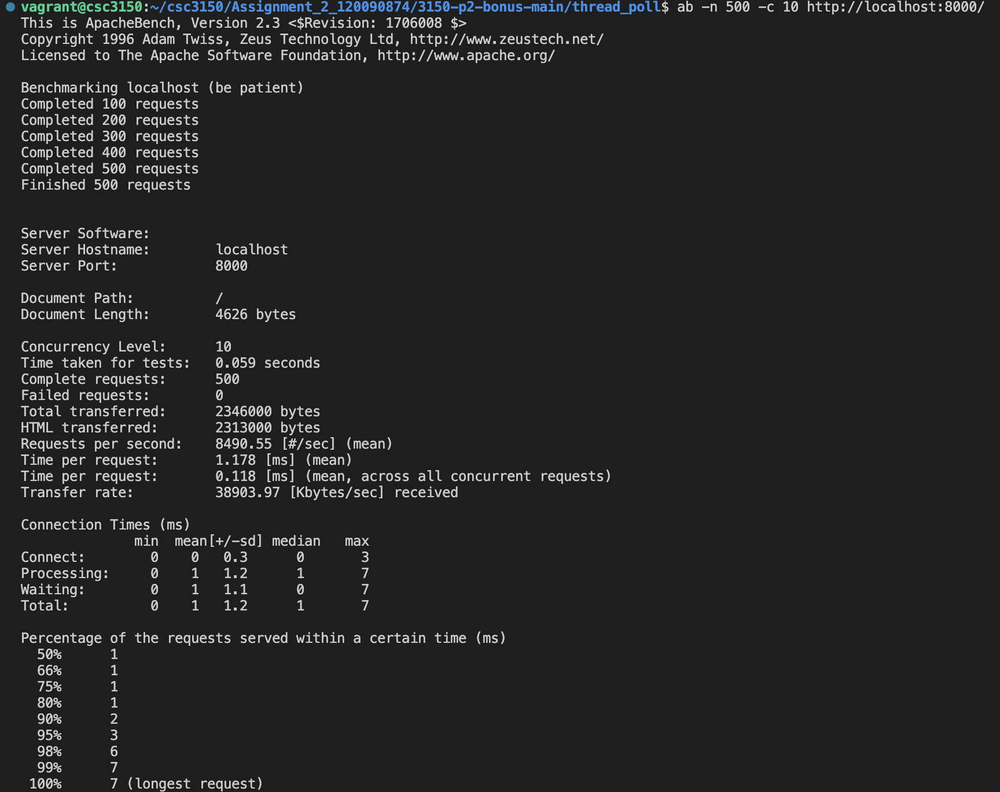 vagrant@csc3150:~/csc3150/Assignment_2_120090874/3150-p2-bonus-main/thread_poll$ ab -n 500 -c 10 http://localhost:8000/
This is ApacheBench, Version 2.3 <$Revision: 1706008 $>
Copyright 1996 Adam Twiss, Zeus Technology Ltd, http://www.zeustech.net/
Licensed to The Apache Software Foundation, http://www.apache.org/

Benchmarking localhost (be patient)
Completed 100 requests
Completed 200 requests
Completed 300 requests
Completed 400 requests
Completed 500 requests
Finished 500 requests


Server Software:
Server Hostname:        localhost
Server Port:            8000

Document Path:          /
Document Length:        4626 bytes

Concurrency Level:      10
Time taken for tests:   0.059 seconds
Complete requests:      500
Failed requests:        0
Total transferred:      2346000 bytes
HTML transferred:       2313000 bytes
Requests per second:    8490.55 [#/sec] (mean)
Time per request:       1.178 [ms] (mean)
Time per request:       0.118 [ms] (mean, across all concurrent requests)
Transfer rate:          38903.97 [Kbytes/sec] received

Connection Times (ms)
              min  mean[+/-sd] median   max
Connect:        0    0   0.3      0       3
Processing:     0    1   1.2      1       7
Waiting:        0    1   1.1      0       7
Total:          0    1   1.2      1       7

Percentage of the requests served within a certain time (ms)
  50%      1
  66%      1
  75%      1
  80%      1
  90%      2
  95%      3
  98%      6
  99%      7
 100%      7 (longest request)